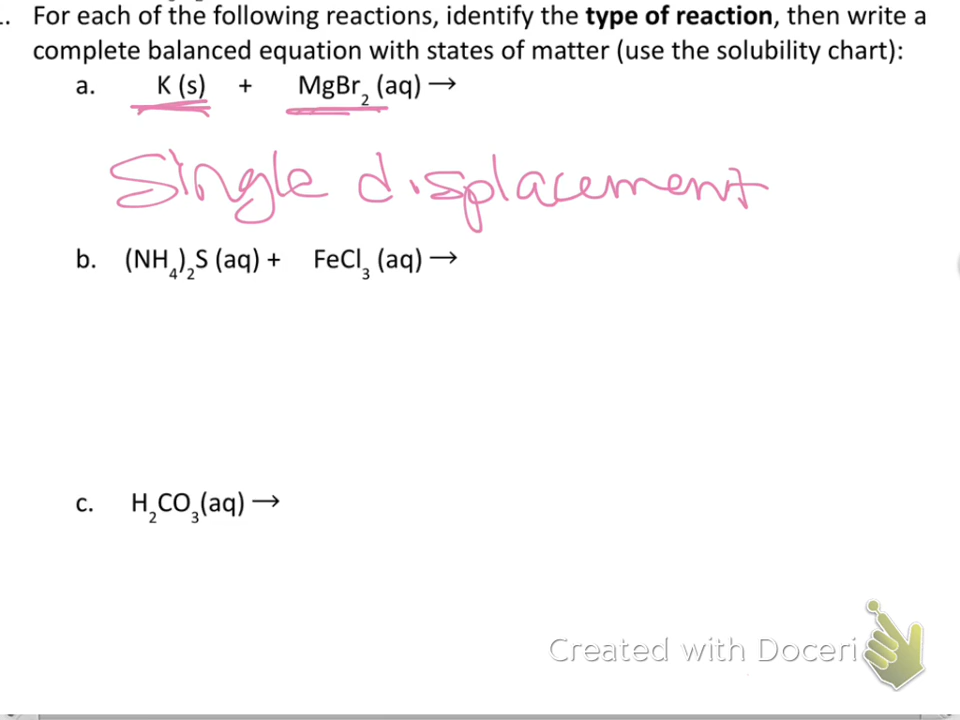 . For each of the following reactions, identify the type of reaction, then write a
complete balanced equation with states of matter (use the solubility chart):
a. K (s) + MgBr₂ (aq) →
Single displacement
b. (NH₄)₂S (aq) + FeCl₃ (aq) →
c. H₂CO₃(aq) →
Created with Doceri